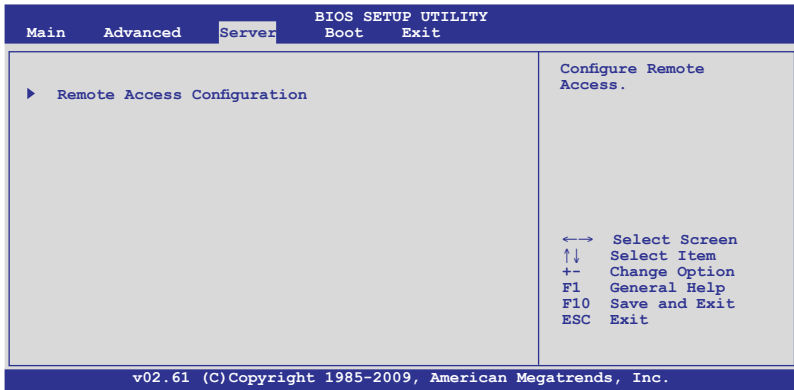 BIOS SETUP UTILITY
Main Advanced Server Boot Exit
Remote Access Configuration
Configure Remote
Access.
←→ Select Screen
↑↓ Select Item
+- Change Option
F1 General Help
F10 Save and Exit
ESC Exit
v02.61 (C)Copyright 1985-2009, American Megatrends, Inc.